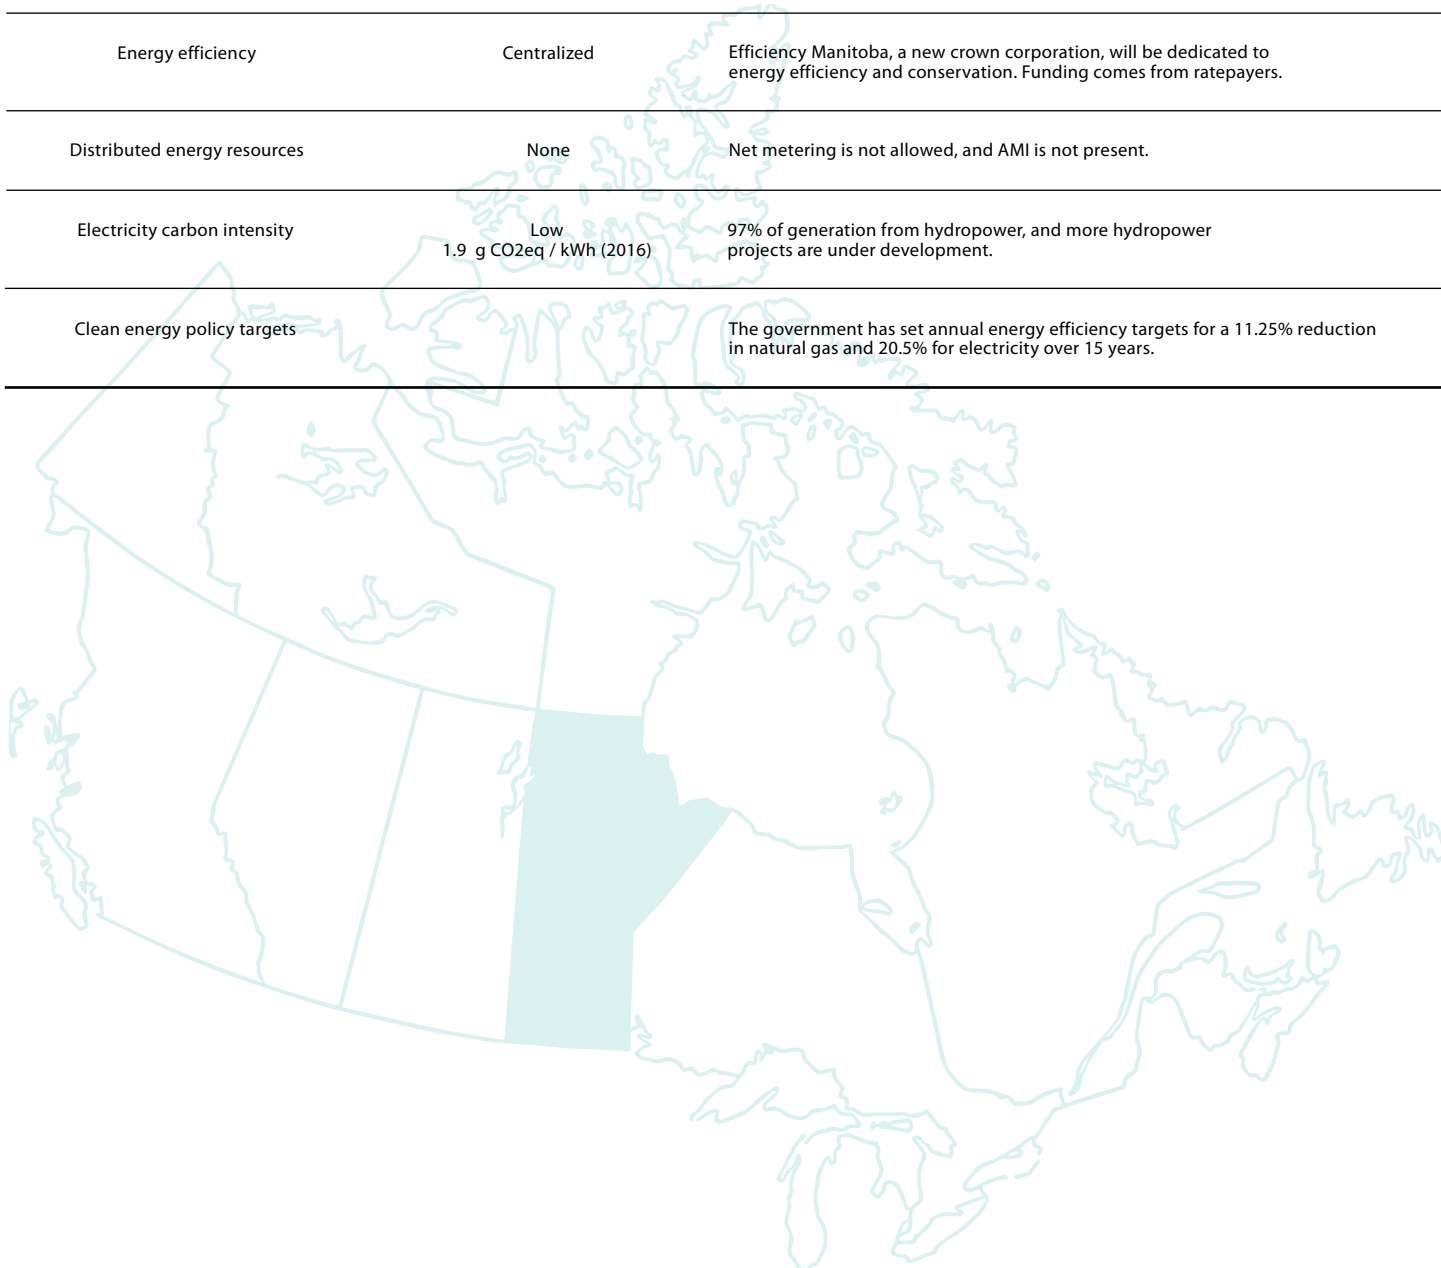 Energy efficiency
Centralized
Efficiency Manitoba, a new crown corporation, will be dedicated to
energy efficiency and conservation. Funding comes from ratepayers.
Distributed energy resources
None
Net metering is not allowed, and AMI is not present.
Electricity carbon intensity
Low
1.9 g CO2eq / kWh (2016)
97% of generation from hydropower, and more hydropower
projects are under development.
Clean energy policy targets
The government has set annual energy efficiency targets for a 11.25% reduction
in natural gas and 20.5% for electricity over 15 years.